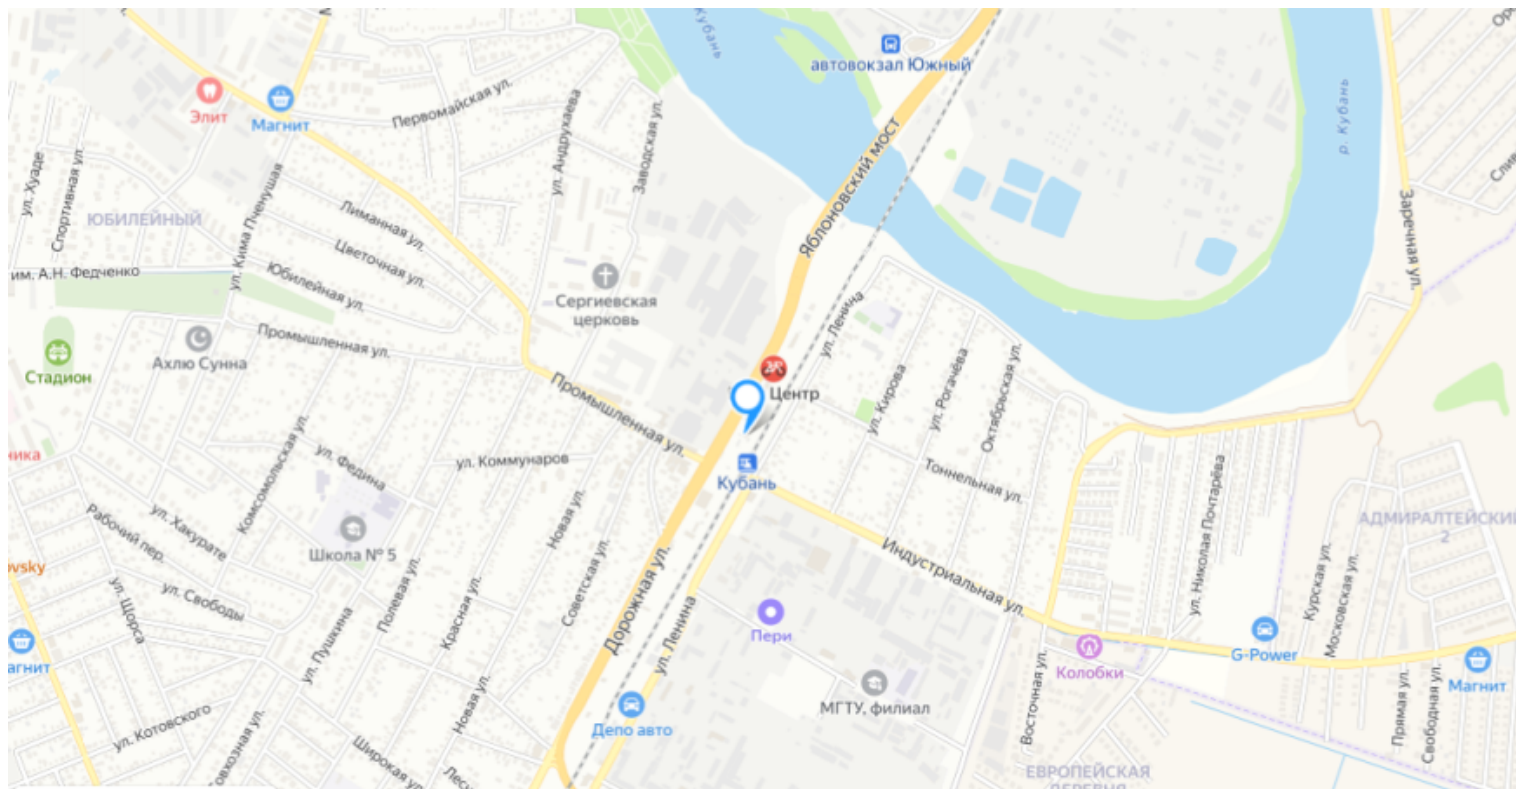 Кубань
автовокзал Южный
Элит
Магнит
Первомайская ул.
ул. Андрухаева
Заводская ул.
Яблоновский мост
р. Кубань
Заречная ул.
ул. Хуаде
Спортивная ул.
ЮБИЛЕЙНЫЙ
ул. Кима Пченушая
Лиманная ул.
Цветочная ул.
Юбилейная ул.
им. А.Н. Федченко
Сергиевская
церковь
ул. Ленина
Ахлю Сунна
Промышленная ул.
Стадион
Центр
Промышленная ул.
ул. Кирова
ул. Рогачёва
Октябрьская ул.
Комсомольская ул.
ул. Федина
ул. Коммунаров
Кубань
Тоннельная ул.
ул. Николая Почтарёва
АДМИРАЛТЕЙСКИЙ
2
Рабочий пер.
ул. Хакурате
Школа № 5
Новая ул.
Индустриальная ул.
ул. Щорса
ул. Свободы
Полевая ул.
Красная ул.
Советская ул.
Дорожная ул.
ул. Ленина
Пери
Курская ул.
Московская ул.
G-Power
Колобки
Магнит
ул. Пушкина
Новая ул.
Депо авто
МГТУ, филиал
Восточная ул.
Прямая ул.
Свободная ул.
ул. Котовского
Широкая ул.
ЕВРОПЕЙСКАЯ
ДЕРЕВНЯ